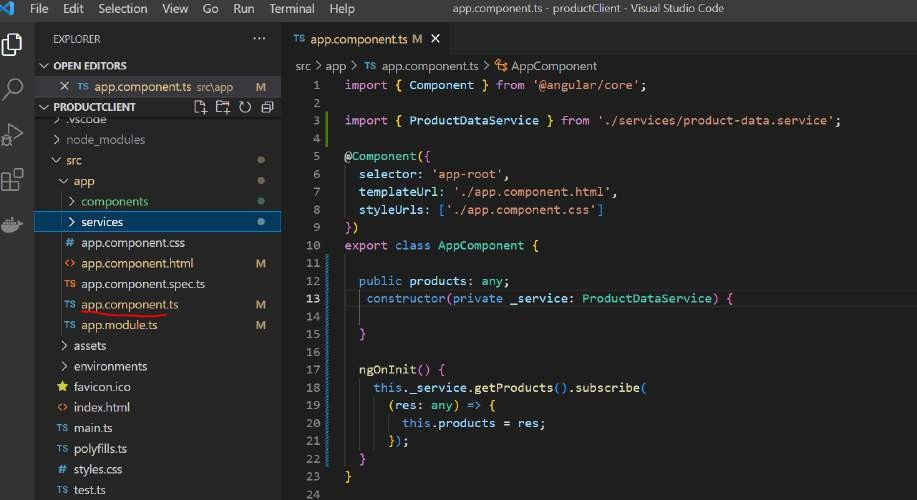 File Edit Selection View Go Run Terminal Help app.component.ts - productClient - Visual Studio Code
EXPLORER ...
OPEN EDITORS
TS app.component.ts src\app M
PRODUCTCLIENT
.vscode
node_modules
src
app
components
services
# app.component.css
<> app.component.html M
TS app.component.spec.ts
TS app.component.ts M
TS app.module.ts M
assets
environments
favicon.ico
<> index.html
TS main.ts
TS polyfills.ts
# styles.css
TS test.ts
TS app.component.ts M ×
src > app > TS app.component.ts > AppComponent
1 import { Component } from '@angular/core';
2
3 import { ProductDataService } from './services/product-data.service';
4
5 @Component({
6 selector: 'app-root',
7 templateUrl: './app.component.html',
8 styleUrls: ['./app.component.css']
9 })
10 export class AppComponent {
11
12 public products: any;
13 constructor(private _service: ProductDataService) {
14
15 }
16
17 ngOnInit() {
18 this._service.getProducts().subscribe(
19 (res: any) => {
20 this.products = res;
21 });
22 }
23 }
24